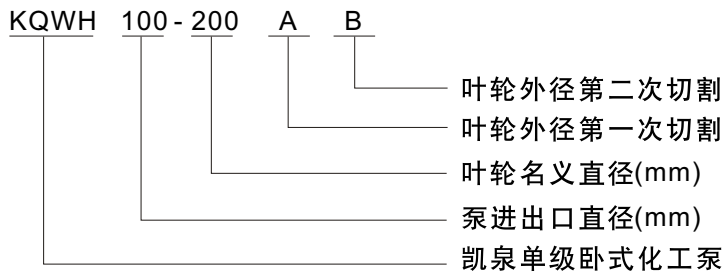 KQWH 100 - 200 A B
叶轮外径第二次切割
叶轮外径第一次切割
叶轮名义直径(mm)
泵进出口直径(mm)
凯泉单级卧式化工泵